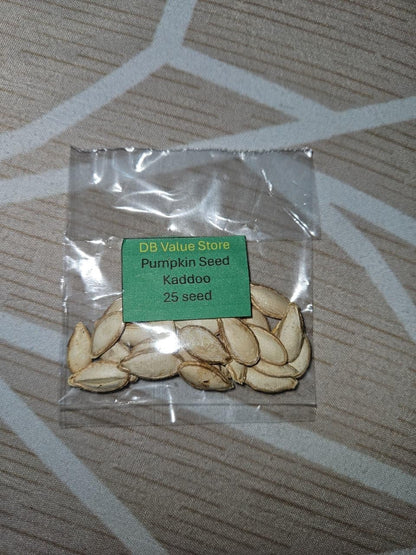 DB Value Store
Pumpkin Seed
Kaddoo
25 seed